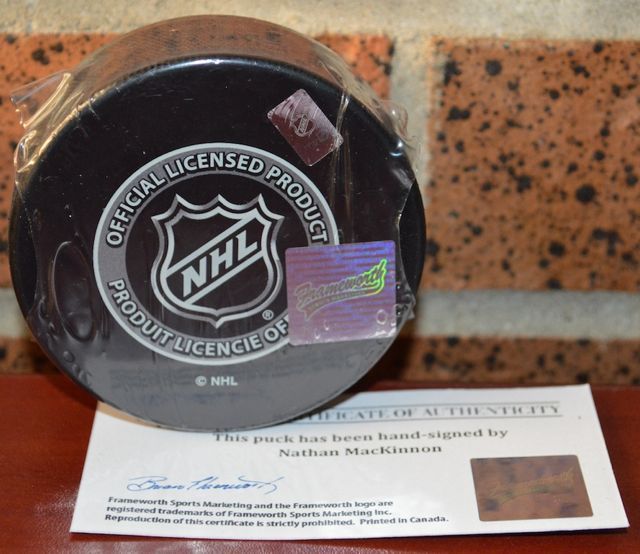 OFFICIAL LICENSED PRODUCT
NHL
®
PRODUIT LICENCIE
© NHL
Frameworth
CERTIFICATE OF AUTHENTICITY
This puck has been hand-signed by
Nathan MacKinnon
Frameworth Sports Marketing and the Frameworth logo are
registered trademarks of Frameworth Sports Marketing Inc.
Reproduction of this certificate is strictly prohibited. Printed in Canada.